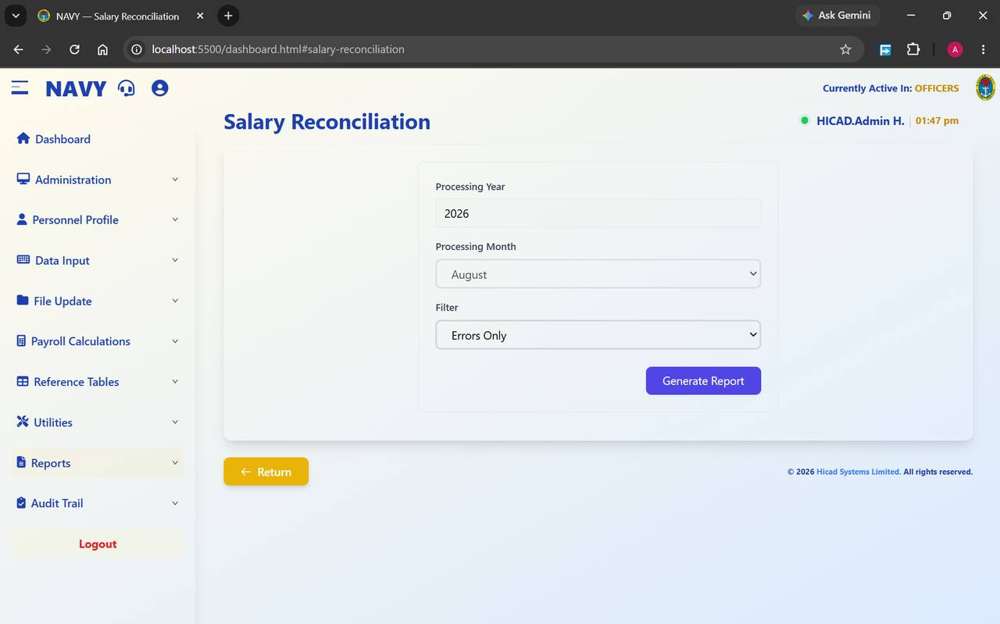 NAVY — Salary Reconciliation
Ask Gemini
localhost:5500/dashboard.html#salary-reconciliation
A
NAVY
Currently Active In: OFFICERS
Salary Reconciliation
HICAD.Admin H. | 01:47 pm
Dashboard
Administration
Personnel Profile
Data Input
File Update
Payroll Calculations
Reference Tables
Utilities
Reports
Audit Trail
Logout
Processing Year
2026
Processing Month
August
Filter
Errors Only
Generate Report
← Return
© 2026 Hicad Systems Limited. All rights reserved.